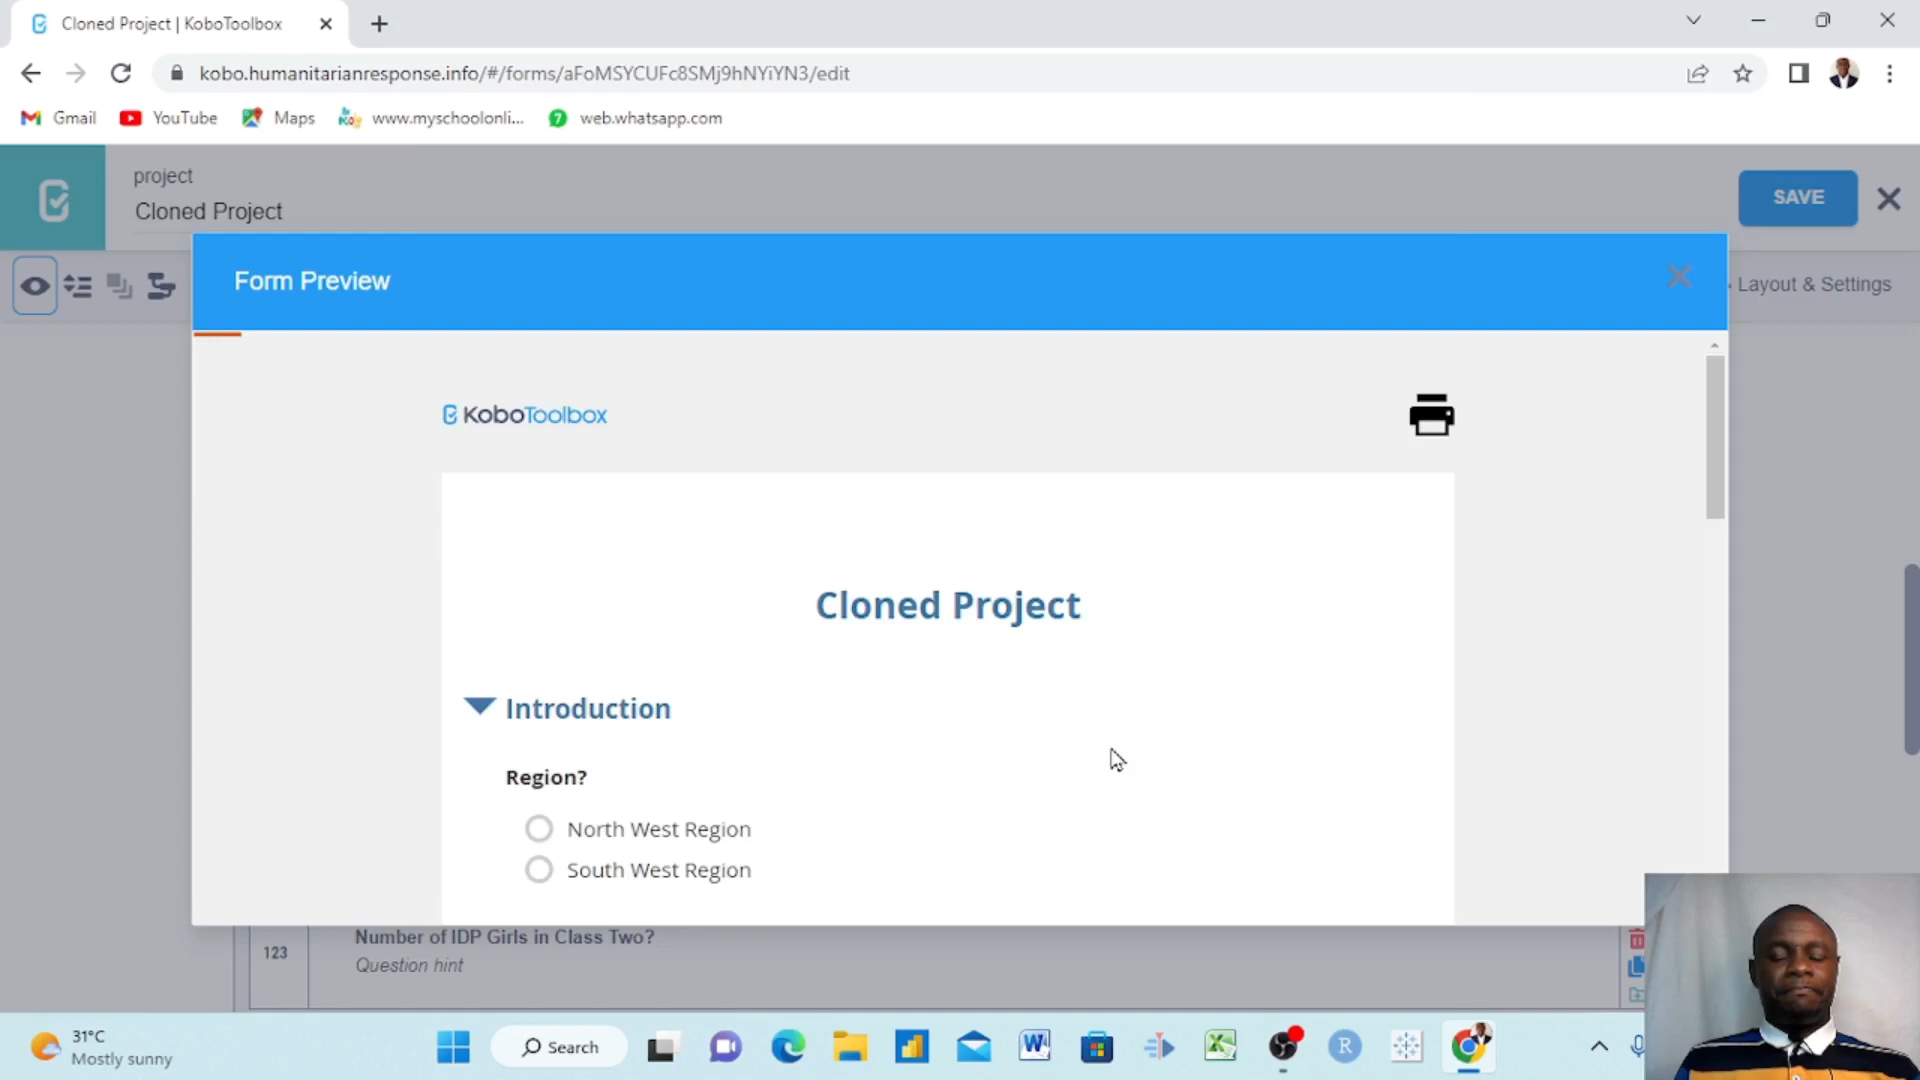 Cloned Project | KoboToolbox
kobo.humanitarianresponse.info/#/forms/aFoMSYCUFc8SMj9hNYiYN3/edit
Gmail
YouTube
Maps
www.myschoolonli...
7
web.whatsapp.com
project
Cloned Project
SAVE
Form Preview
Layout & Settings
KoboToolbox
Cloned Project
Introduction
Region?
North West Region
South West Region
123
Number of IDP Girls in Class Two?
Question hint
31°C
Mostly sunny
Search
W
R